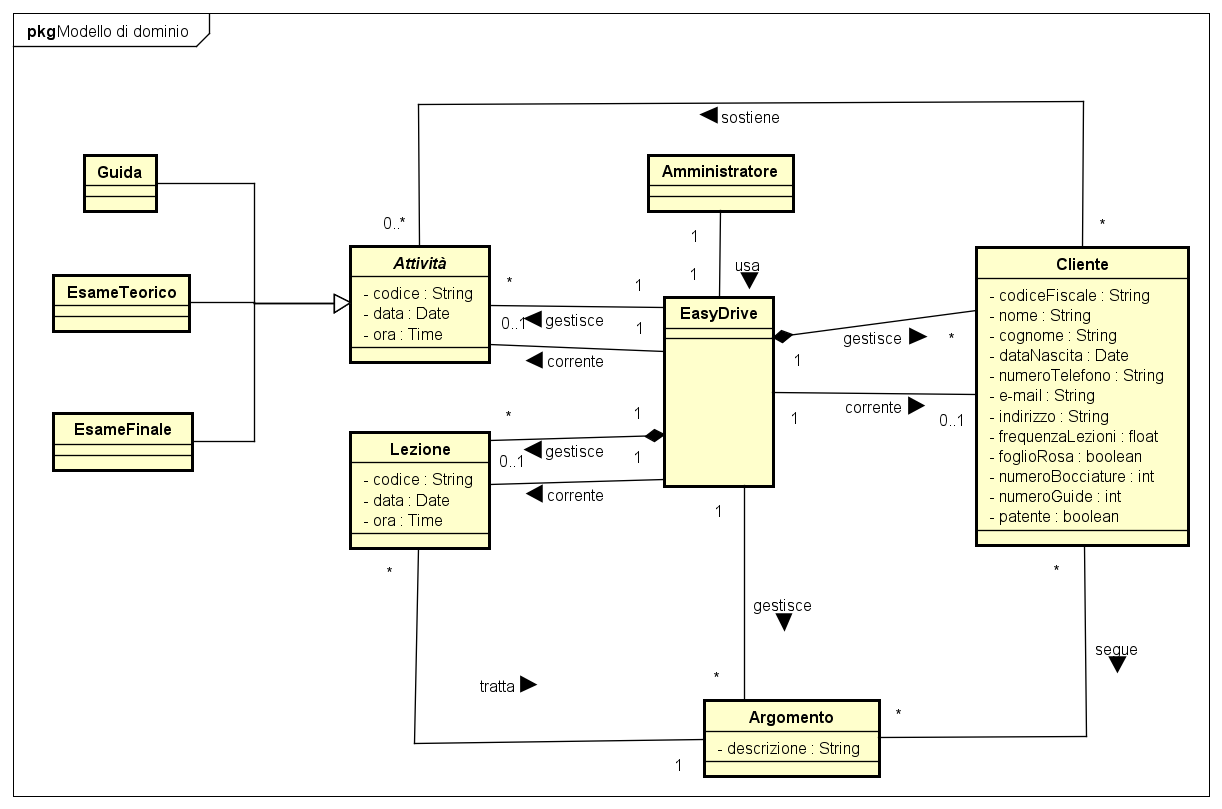 pkg Modello di dominio
sostiene
Guida
Amministratore
0..*
*
1
Attività
- codice : String
- data : Date
- ora : Time
Cliente
- codiceFiscale : String
- nome : String
- cognome : String
- dataNascita : Date
- numeroTelefono : String
- e-mail : String
- indirizzo : String
- frequenzaLezioni : float
- foglioRosa : boolean
- numeroBocciature : int
- numeroGuide : int
- patente : boolean
usa
1
*
1
EsameTeorico
EasyDrive
0..1
gestisce
1
gestisce
*
1
corrente
corrente
0..1
1
*
1
EsameFinale
Lezione
- codice : String
- data : Date
- ora : Time
gestisce
0..1
1
corrente
1
*
*
gestisce
segue
*
tratta
Argomento
- descrizione : String
*
1